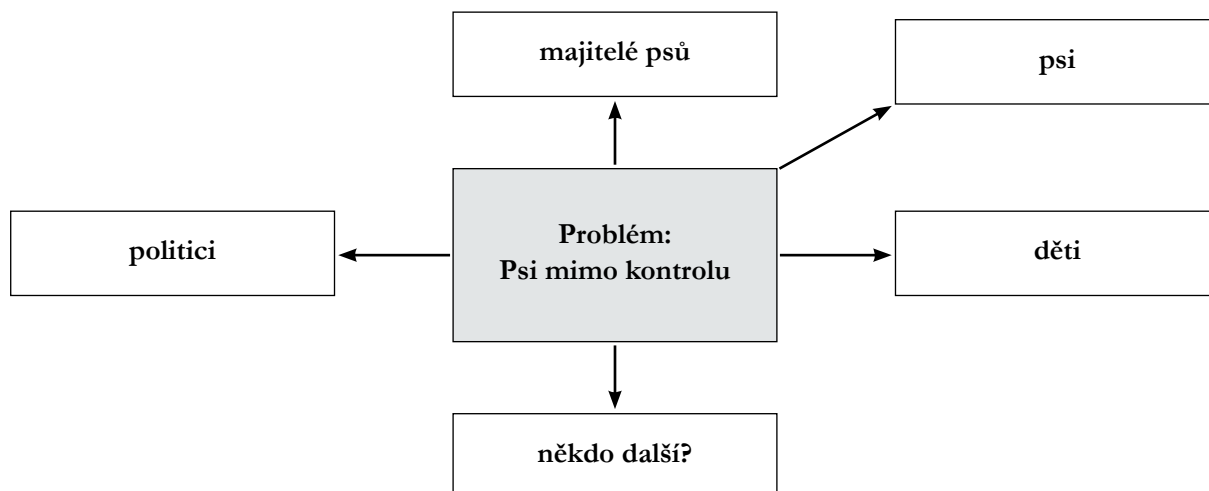 majitelé psů
psi
politici
Problém:
Psi mimo kontrolu
děti
někdo další?